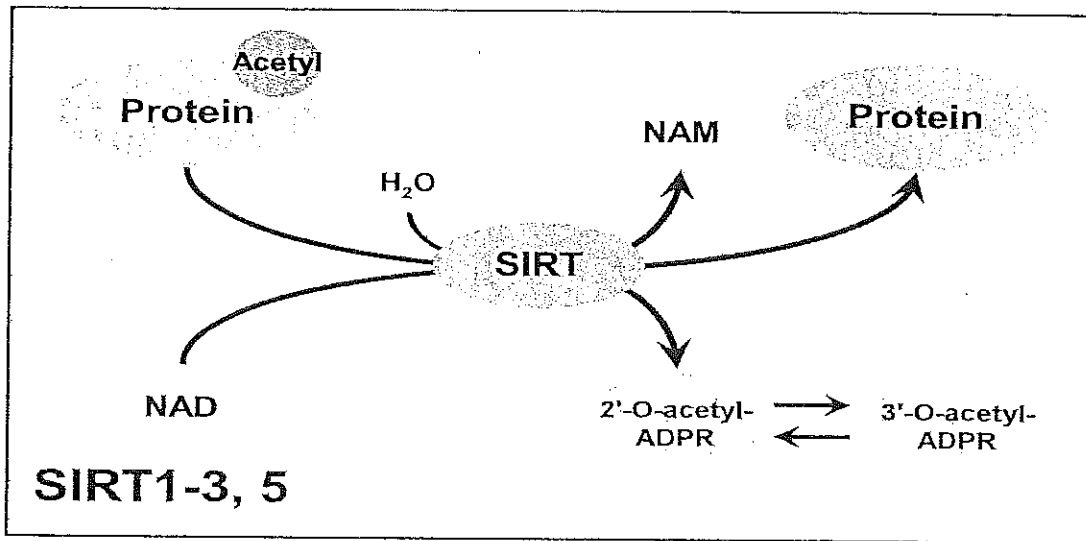 Acetyl
Protein
NAM
Protein
H₂O
SIRT
NAD
2'-O-acetyl-
ADPR
3'-O-acetyl-
ADPR
SIRT1-3, 5